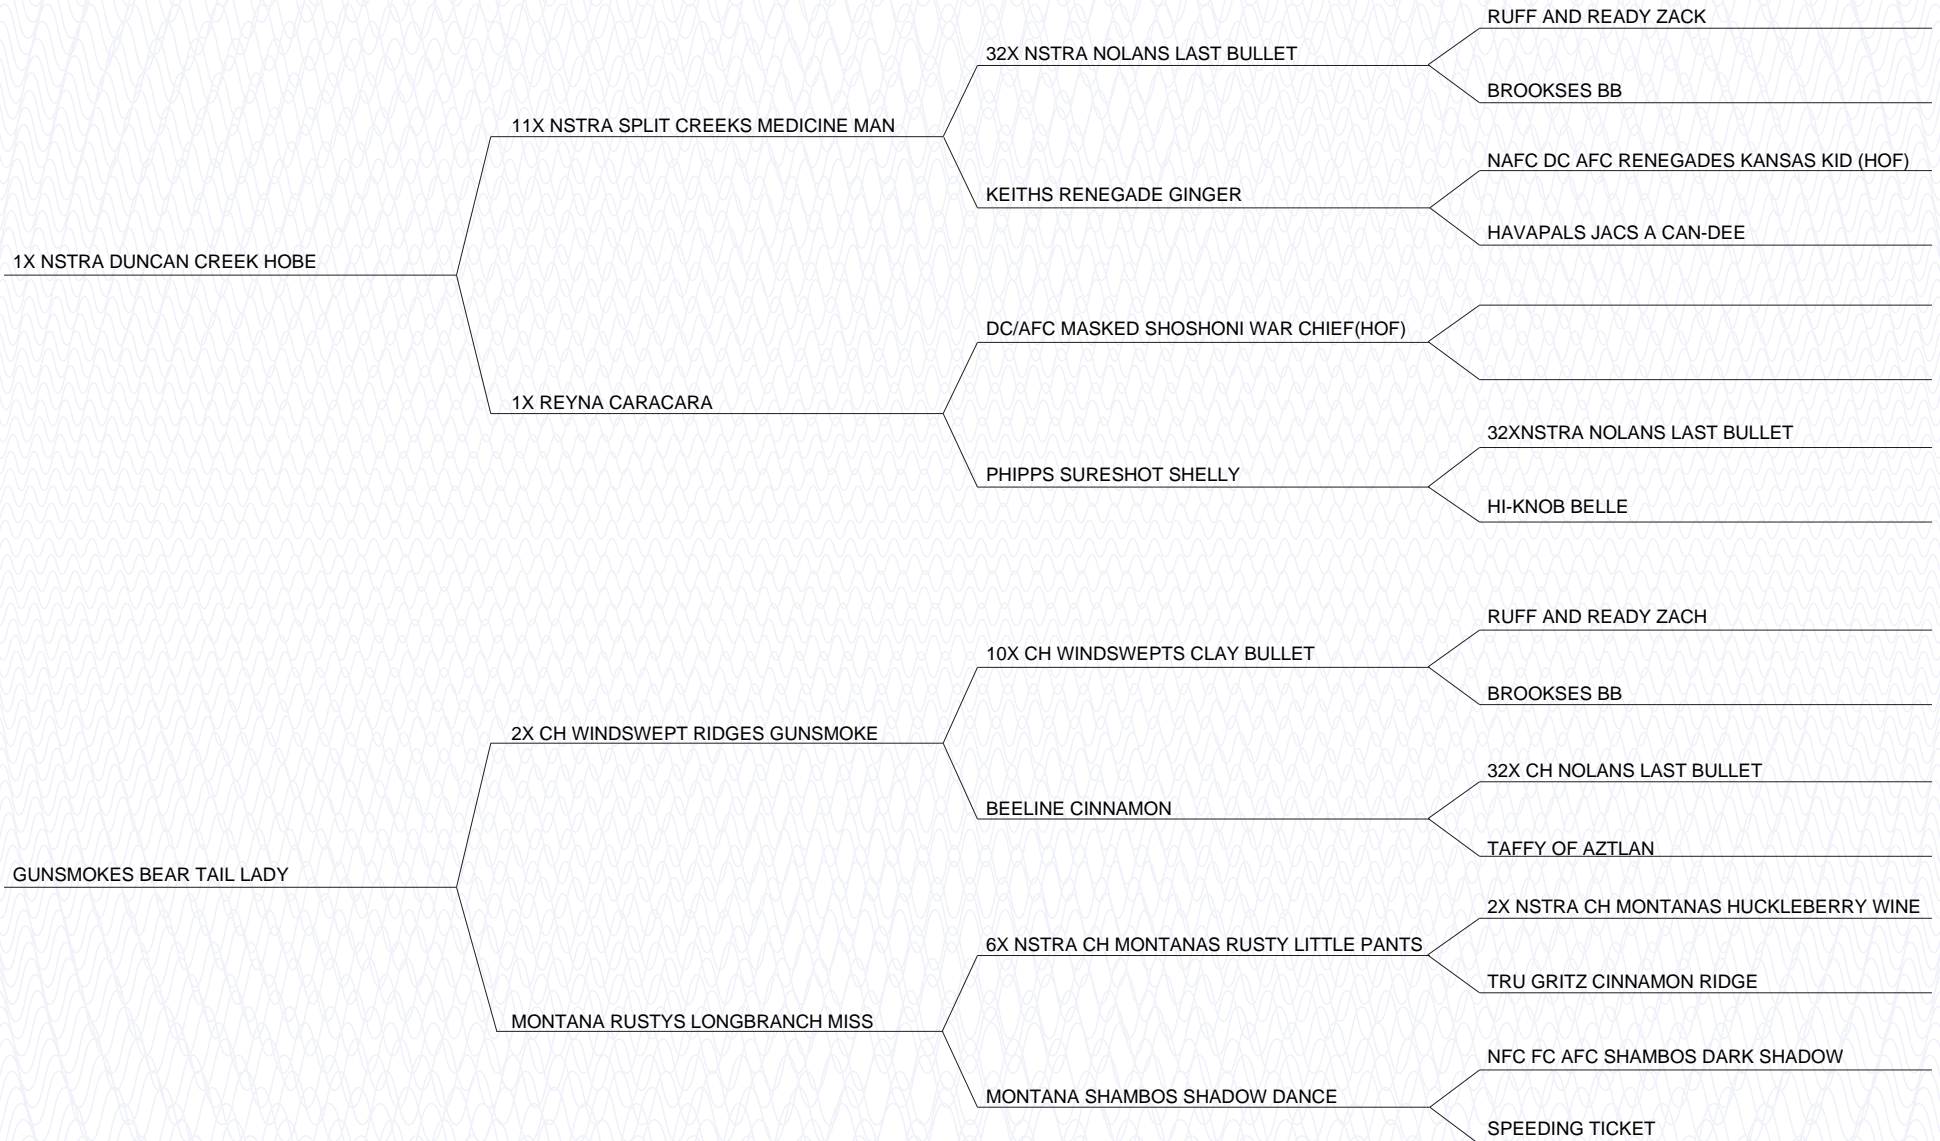 RUFF AND READY ZACK
32X NSTRA NOLANS LAST BULLET
BROOKSES BB
11X NSTRA SPLIT CREEKS MEDICINE MAN
NAFC DC AFC RENEGADES KANSAS KID (HOF)
KEITHS RENEGADE GINGER
HAVAPALS JACS A CAN-DEE
1X NSTRA DUNCAN CREEK HOBE
DC/AFC MASKED SHOSHONI WAR CHIEF(HOF)
1X REYNA CARACARA
32XNSTRA NOLANS LAST BULLET
PHIPPS SURESHOT SHELLY
HI-KNOB BELLE
RUFF AND READY ZACH
10X CH WINDSWEPTS CLAY BULLET
BROOKSES BB
2X CH WINDSWEPT RIDGES GUNSMOKE
32X CH NOLANS LAST BULLET
BEELINE CINNAMON
TAFFY OF AZTLAN
GUNSMOKES BEAR TAIL LADY
2X NSTRA CH MONTANAS HUCKLEBERRY WINE
6X NSTRA CH MONTANAS RUSTY LITTLE PANTS
TRU GRITZ CINNAMON RIDGE
MONTANA RUSTYS LONGBRANCH MISS
NFC FC AFC SHAMBOS DARK SHADOW
MONTANA SHAMBOS SHADOW DANCE
SPEEDING TICKET